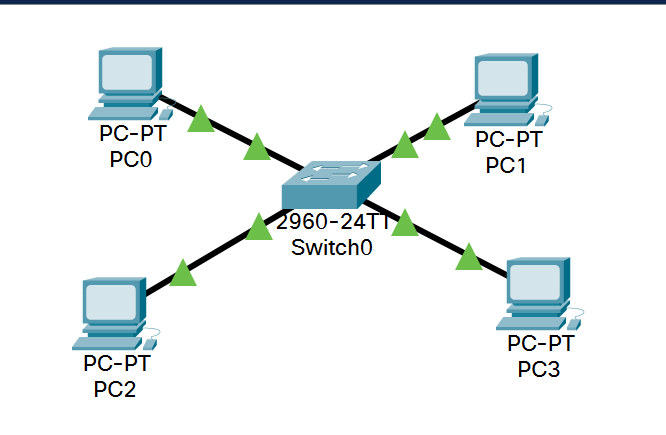 PC-PT
PC0
PC-PT
PC1
2960-24TT
Switch0
PC-PT
PC2
PC-PT
PC3